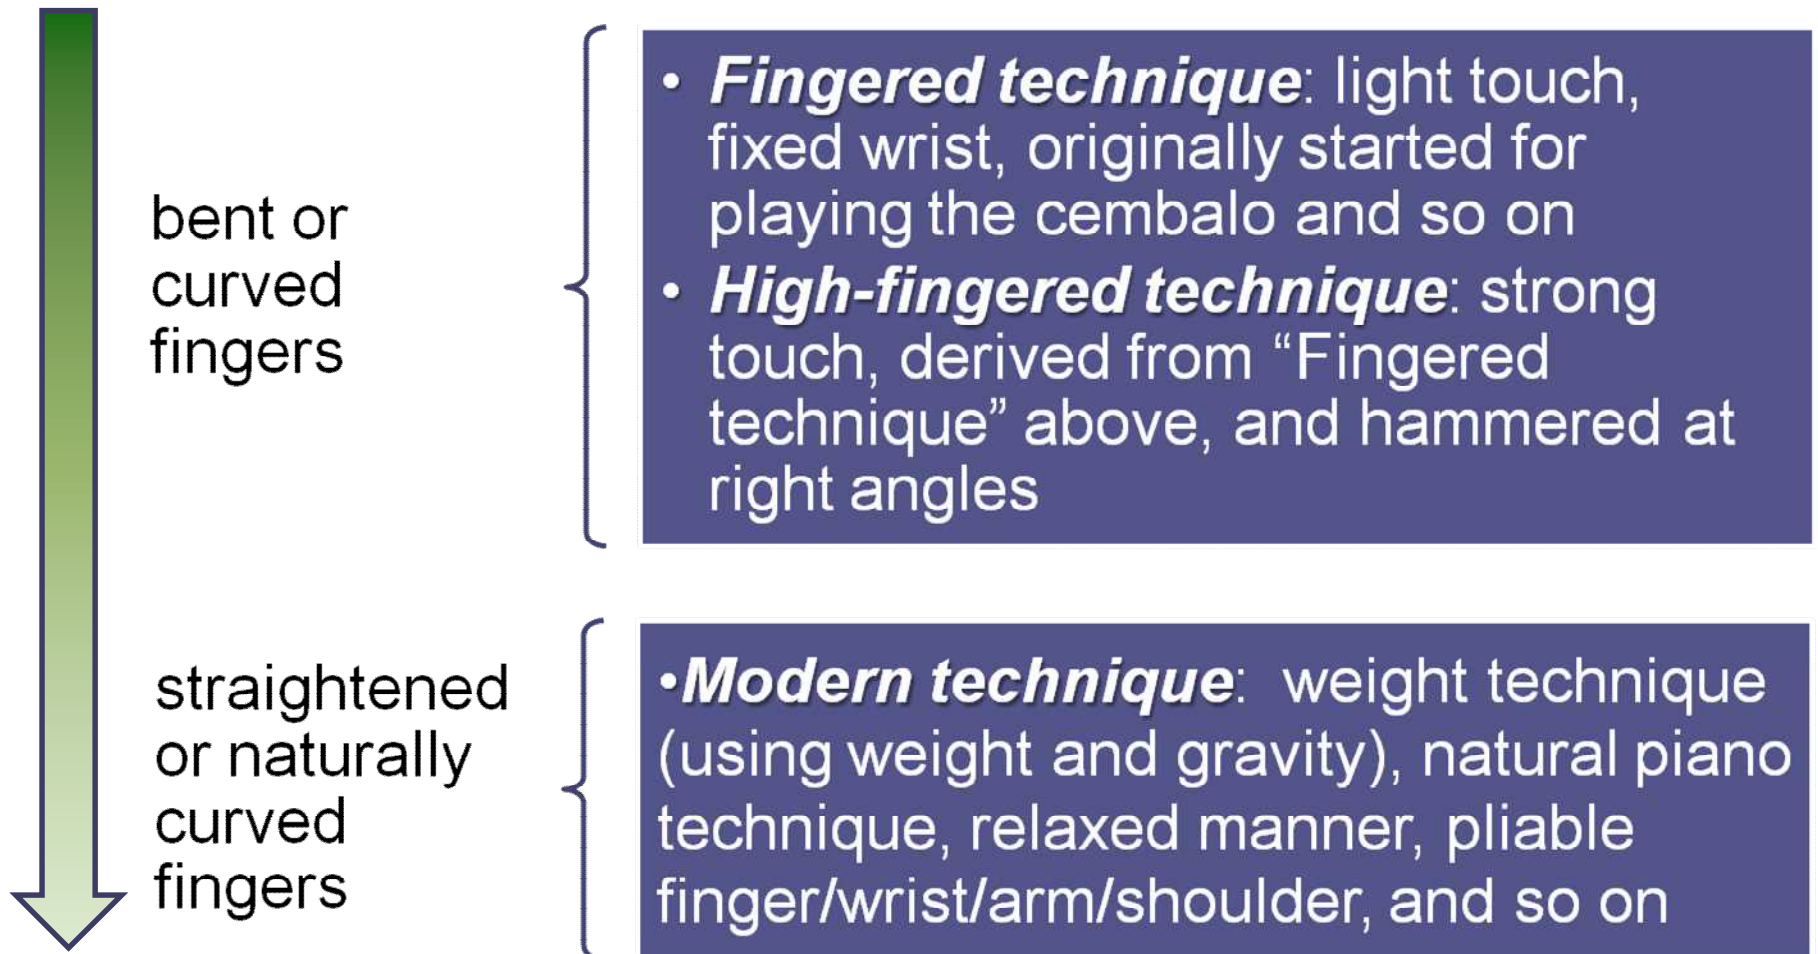 bent or
curved
fingers
• Fingered technique: light touch,
fixed wrist, originally started for
playing the cembalo and so on
• High-fingered technique: strong
touch, derived from “Fingered
technique” above, and hammered at
right angles
straightened
or naturally
curved
fingers
•Modern technique: weight technique
(using weight and gravity), natural piano
technique, relaxed manner, pliable
finger/wrist/arm/shoulder, and so on